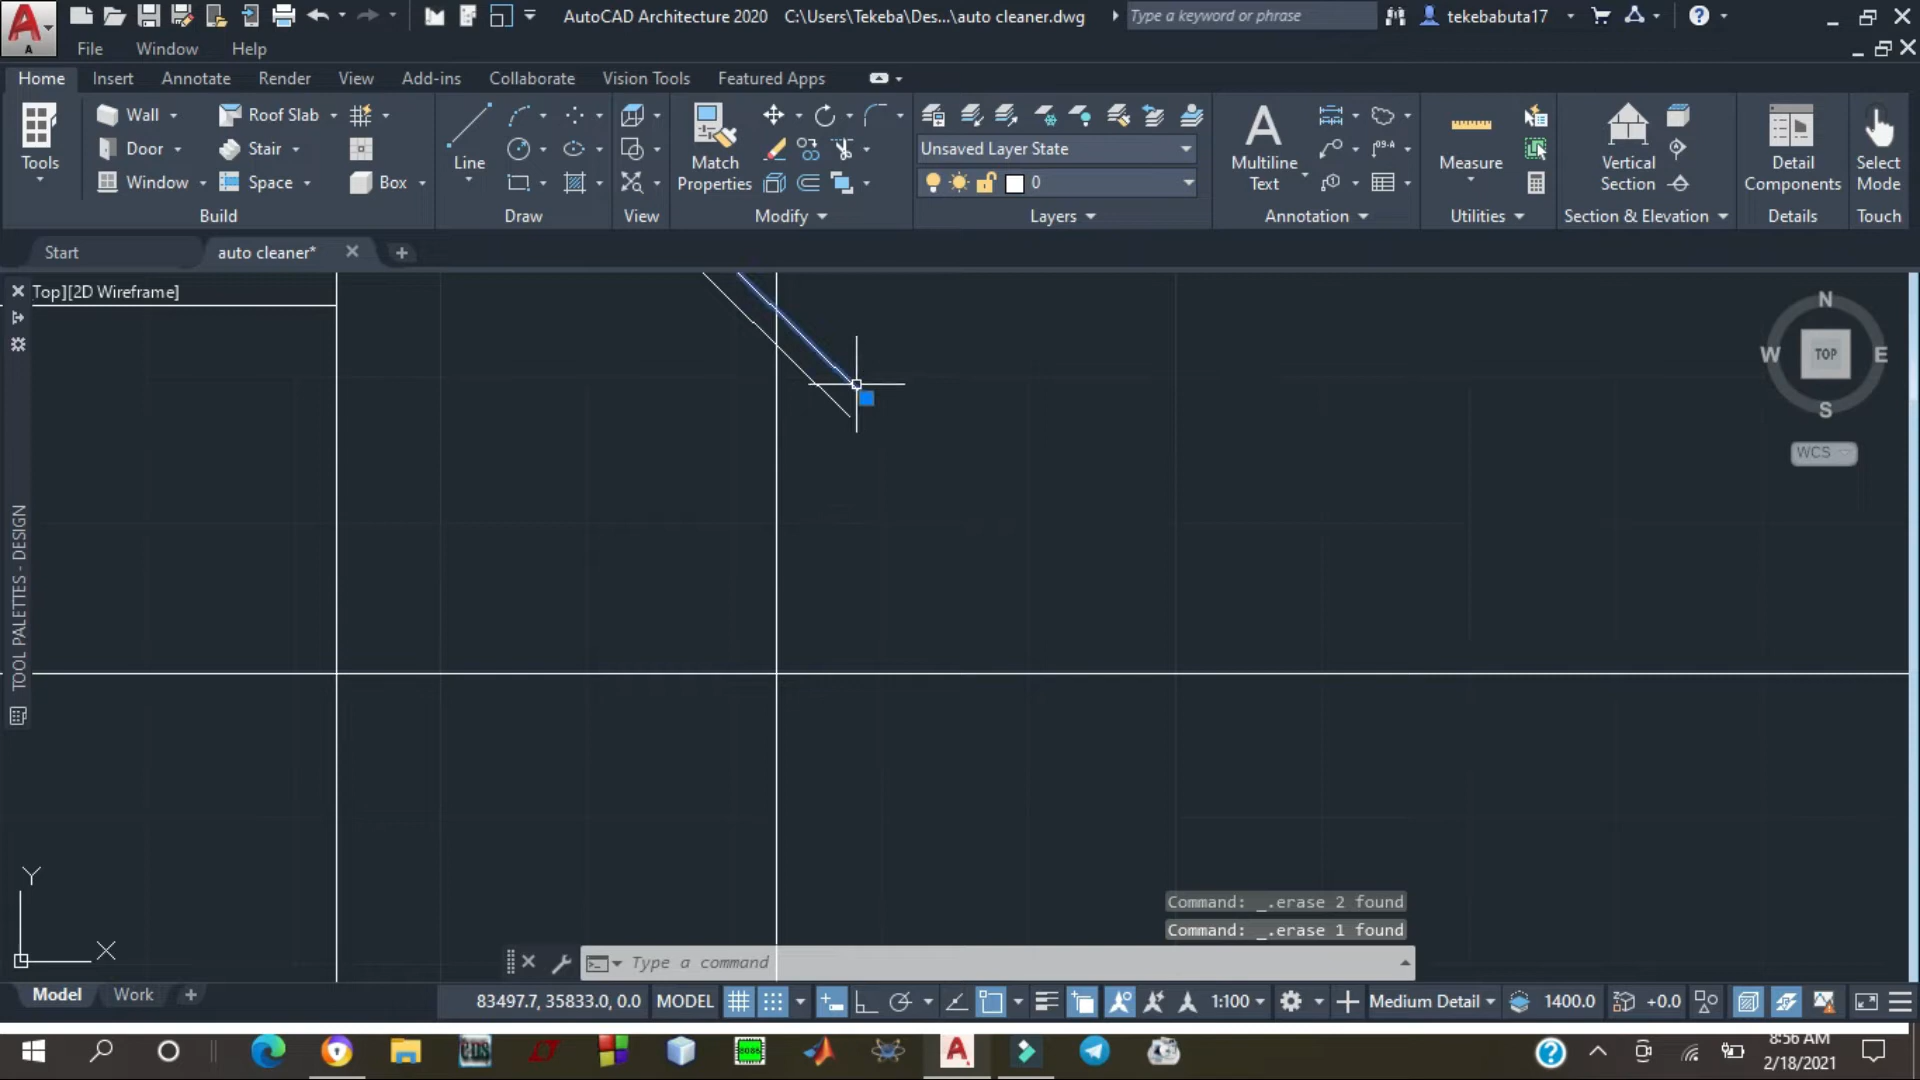 AutoCAD Architecture 2020 C:\Users\Tekeba\Des...\auto cleaner.dwg Type a keyword or phrase tekebabuta17
File Window Help
Home Insert Annotate Render View Add-ins Collaborate Vision Tools Featured Apps
Tools
Wall Roof Slab
Door Stair
Window Space Box
Build
Line
Draw
View
Match
Properties
Modify
Unsaved Layer State
0
Layers
Multiline
Text
Annotation
Measure
Utilities
Vertical
Section
Section & Elevation
Detail
Components
Details
Select
Mode
Touch
Start auto cleaner*
Top][2D Wireframe]
N
W TOP E
S
WCS
TOOL PALETTES - DESIGN
Y
X
Command: _.erase 2 found
Command: _.erase 1 found
Type a command
Model Work
83497.7, 35833.0, 0.0 MODEL 1:100 Medium Detail 1400.0 +0.0
8:56 AM
2/18/2021